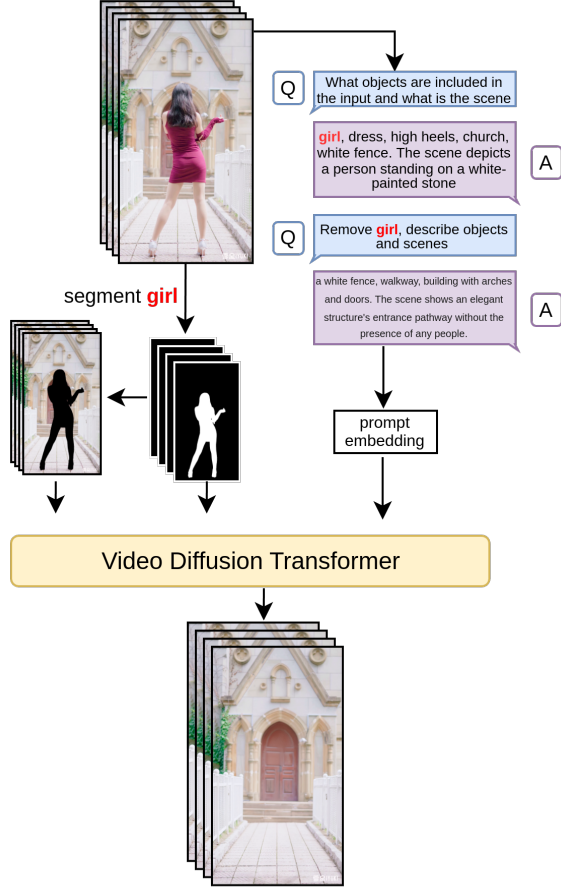 Q
What objects are included in
the input and what is the scene
girl, dress, high heels, church,
white fence. The scene depicts
a person standing on a white-
painted stone
A
Q
Remove girl, describe objects
and scenes
segment girl
a white fence, walkway, building with arches
and doors. The scene shows an elegant
structure's entrance pathway without the
presence of any people.
A
prompt
embedding
Video Diffusion Transformer